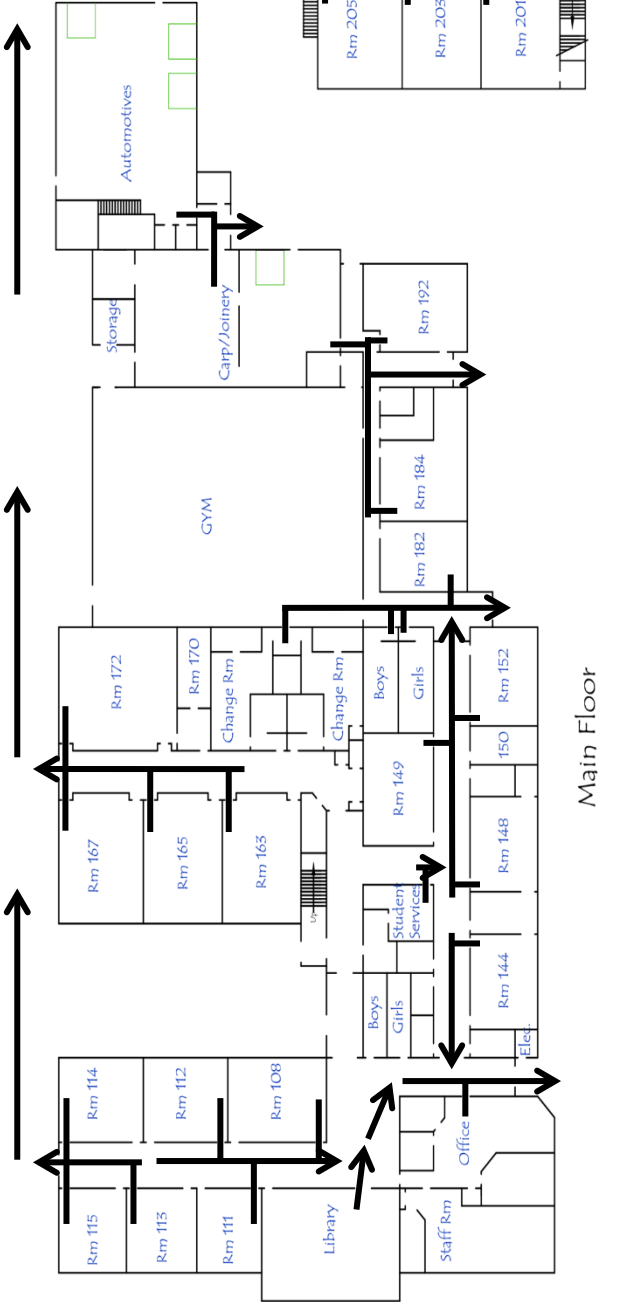 Rm 205
Rm 203
Rm 201
Automotives
Storage
Carp/Joinery
Rm 192
GYM
Rm 184
Rm 182
Rm 172
Rm 170
Change Rm
Change Rm
Boys
Girls
Rm 152
150
Rm 149
Rm 148
Rm 167
Rm 165
Rm 163
Up
Student
Services
Rm 144
Boys
Girls
Elec.
Rm 114
Rm 112
Rm 108
Office
Rm 115
Rm 113
Rm 111
Library
Staff Rm
Main Floor